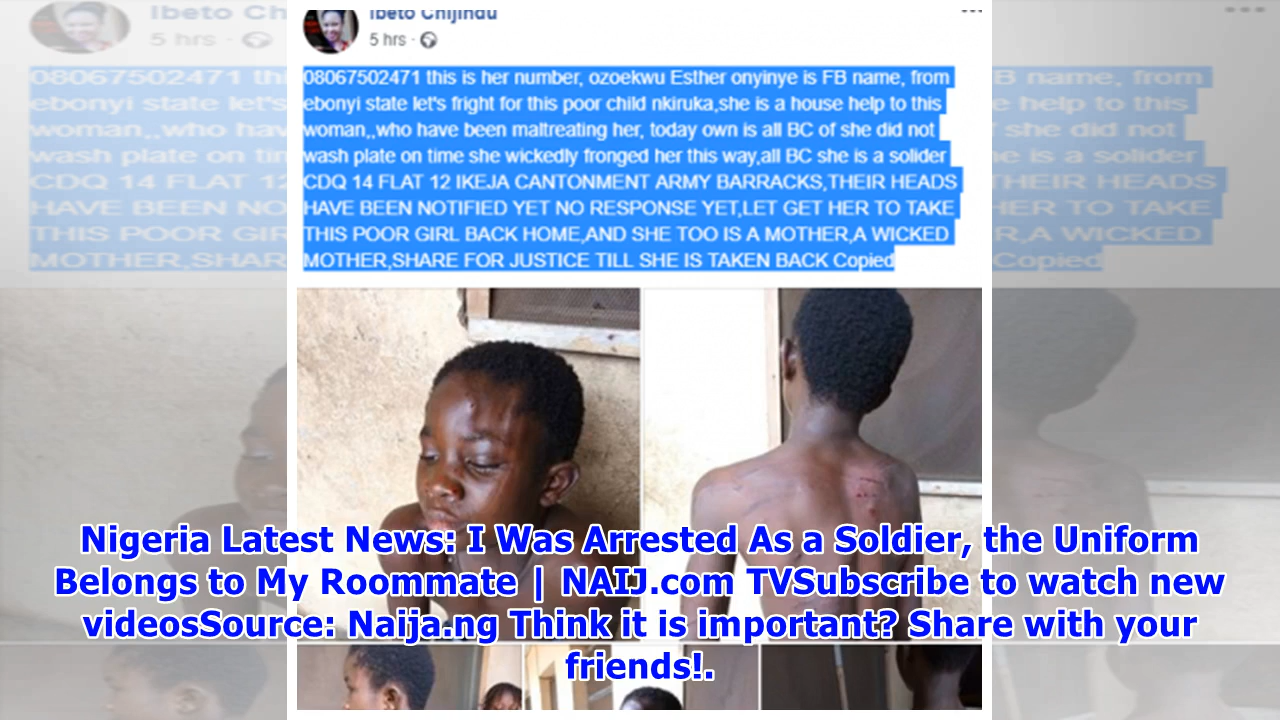 Ibeto Chijindu
5 hrs ·
08067502471 this is her number, ozoekwu Esther onyinye is FB name, from
ebonyi state let's fright for this poor child nkiruka,she is a house help to this
woman,,who have been maltreating her, today own is all BC of she did not
wash plate on time she wickedly fronged her this way,all BC she is a solider
CDQ 14 FLAT 12 IKEJA CANTONMENT ARMY BARRACKS,THEIR HEADS
HAVE BEEN NOTIFIED YET NO RESPONSE YET,LET GET HER TO TAKE
THIS POOR GIRL BACK HOME,AND SHE TOO IS A MOTHER,A WICKED
MOTHER,SHARE FOR JUSTICE TILL SHE IS TAKEN BACK Copied
Nigeria Latest News: I Was Arrested As a Soldier, the Uniform
Belongs to My Roommate | NAIJ.com TVSubscribe to watch new
videosSource: Naija.ng Think it is important? Share with your
friends!.